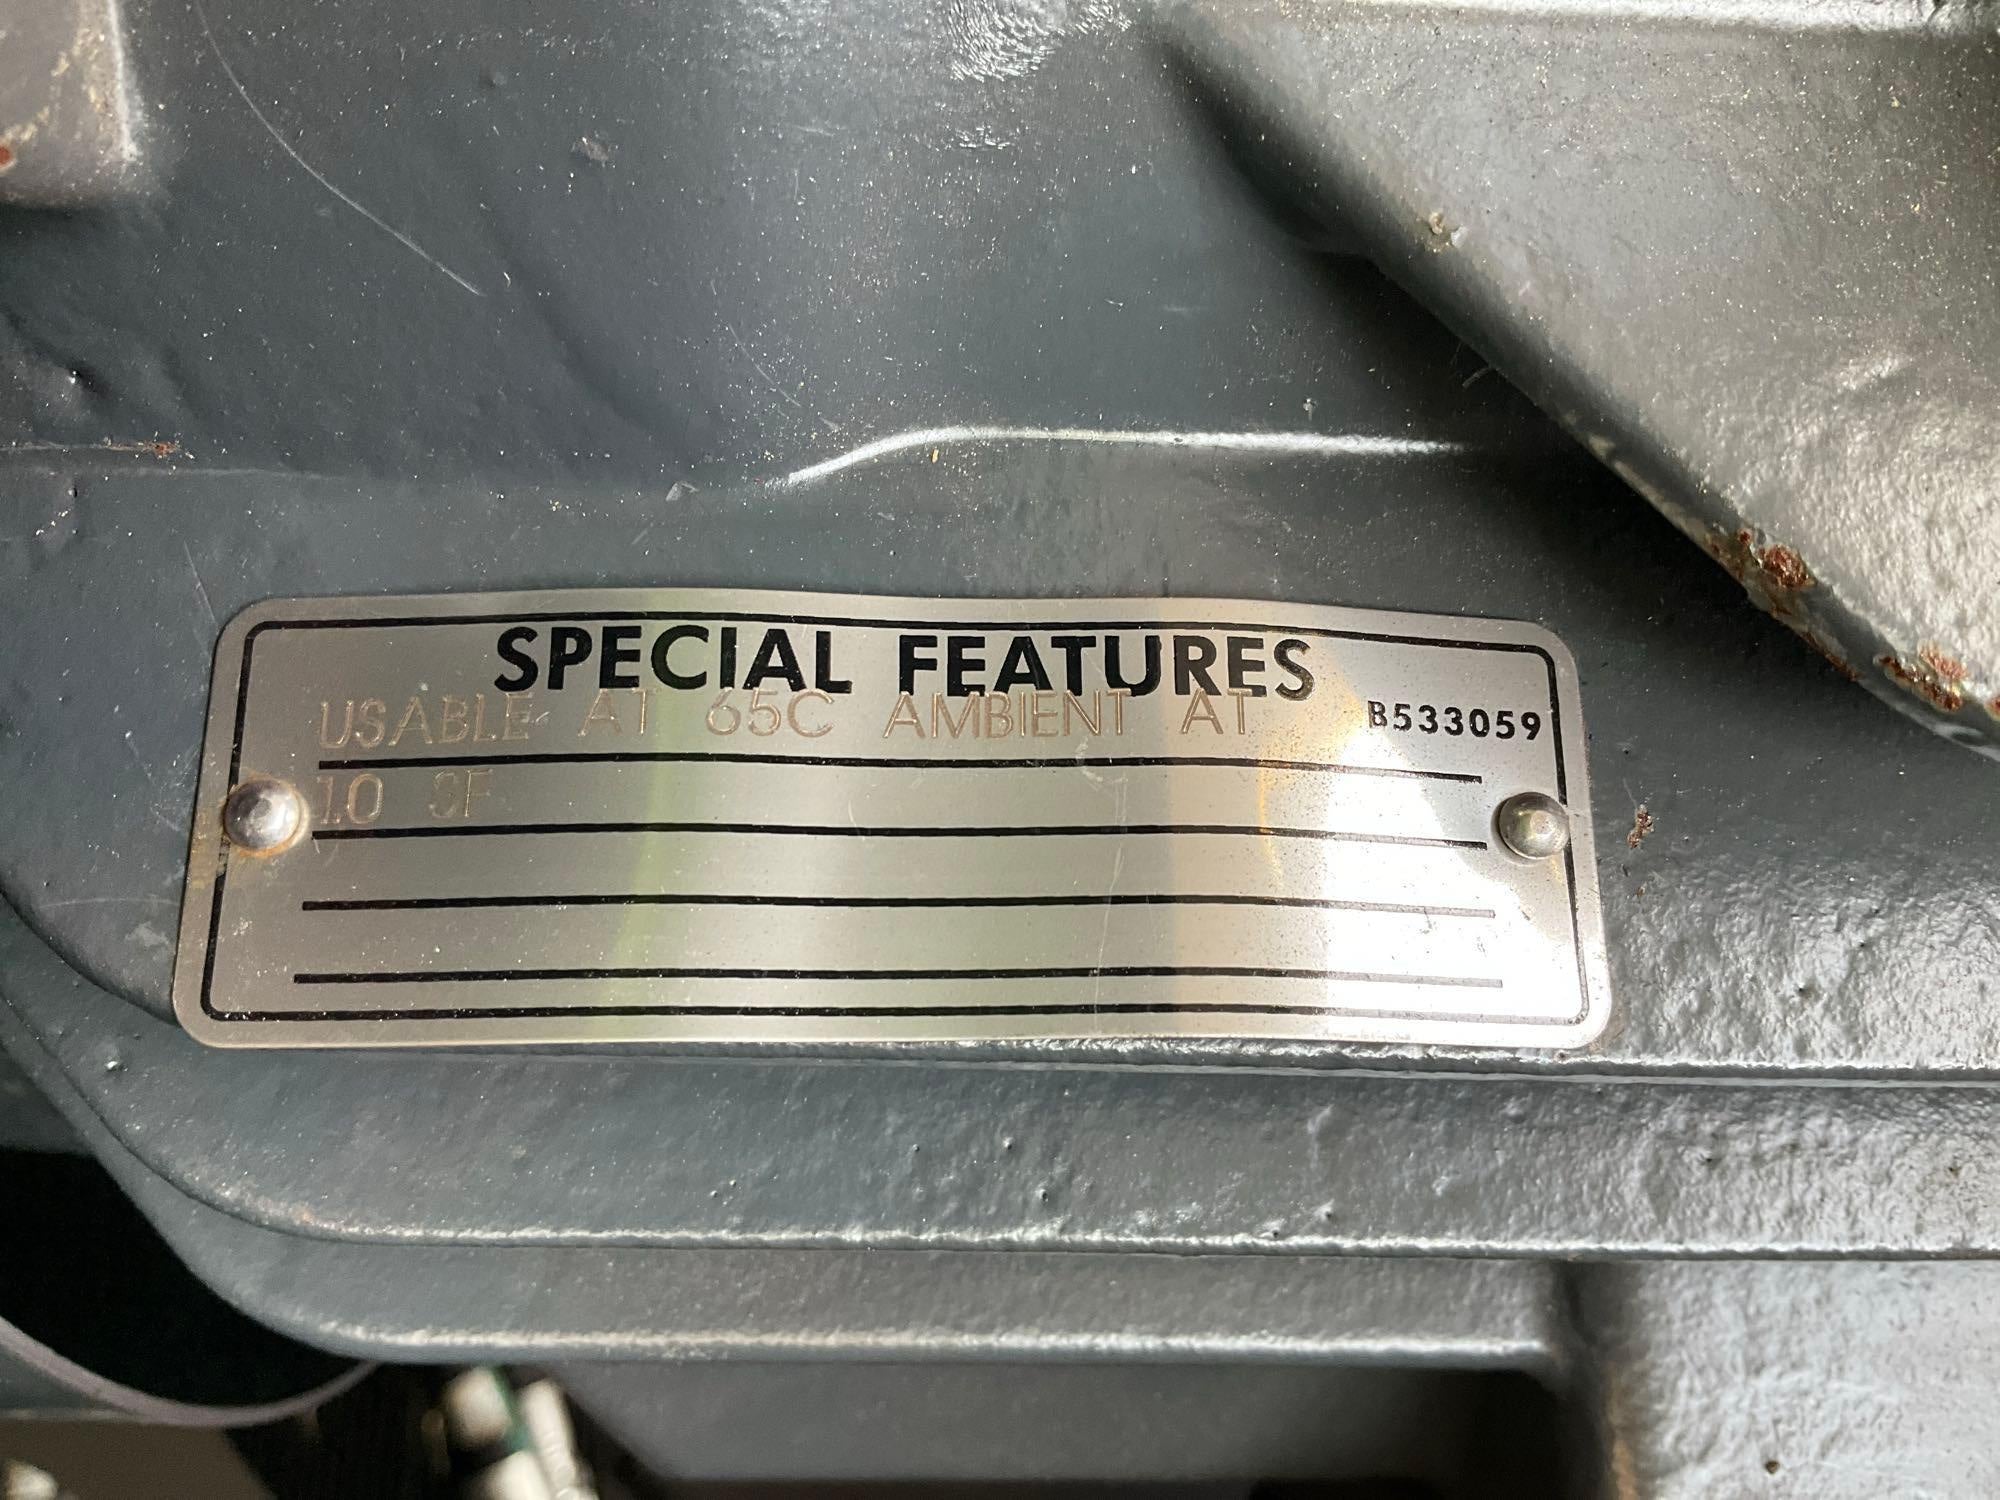 SPECIAL FEATURES
USABLE AT 65C AMBIENT AT B533059
1.0 SF